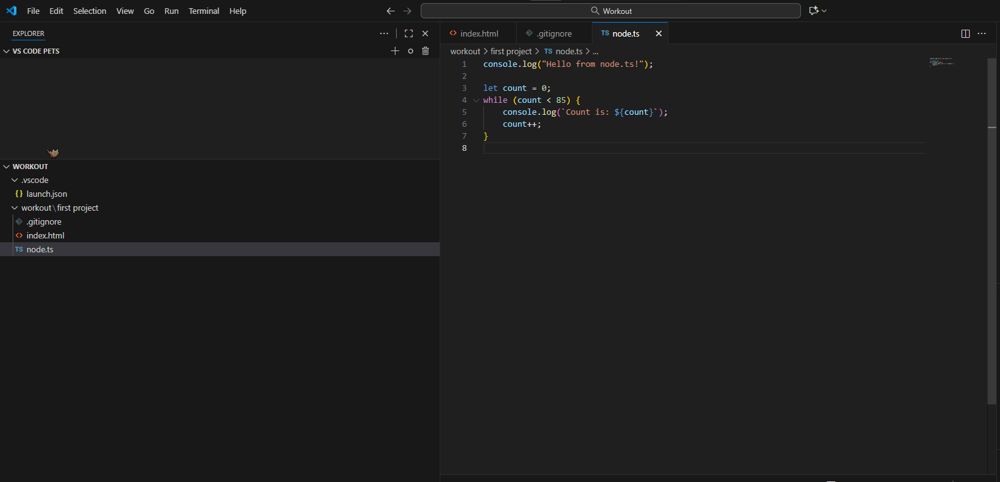 File Edit Selection View Go Run Terminal Help
Workout
EXPLORER
VS CODE PETS
WORKOUT
.vscode
{} launch.json
workout\first project
.gitignore
<> index.html
TS node.ts
<> index.html
.gitignore
TS node.ts
workout > first project > TS node.ts > ...
1 console.log("Hello from node.ts!");
2
3 let count = 0;
4 while (count < 85) {
5 console.log(`Count is: ${count}`);
6 count++;
7 }
8